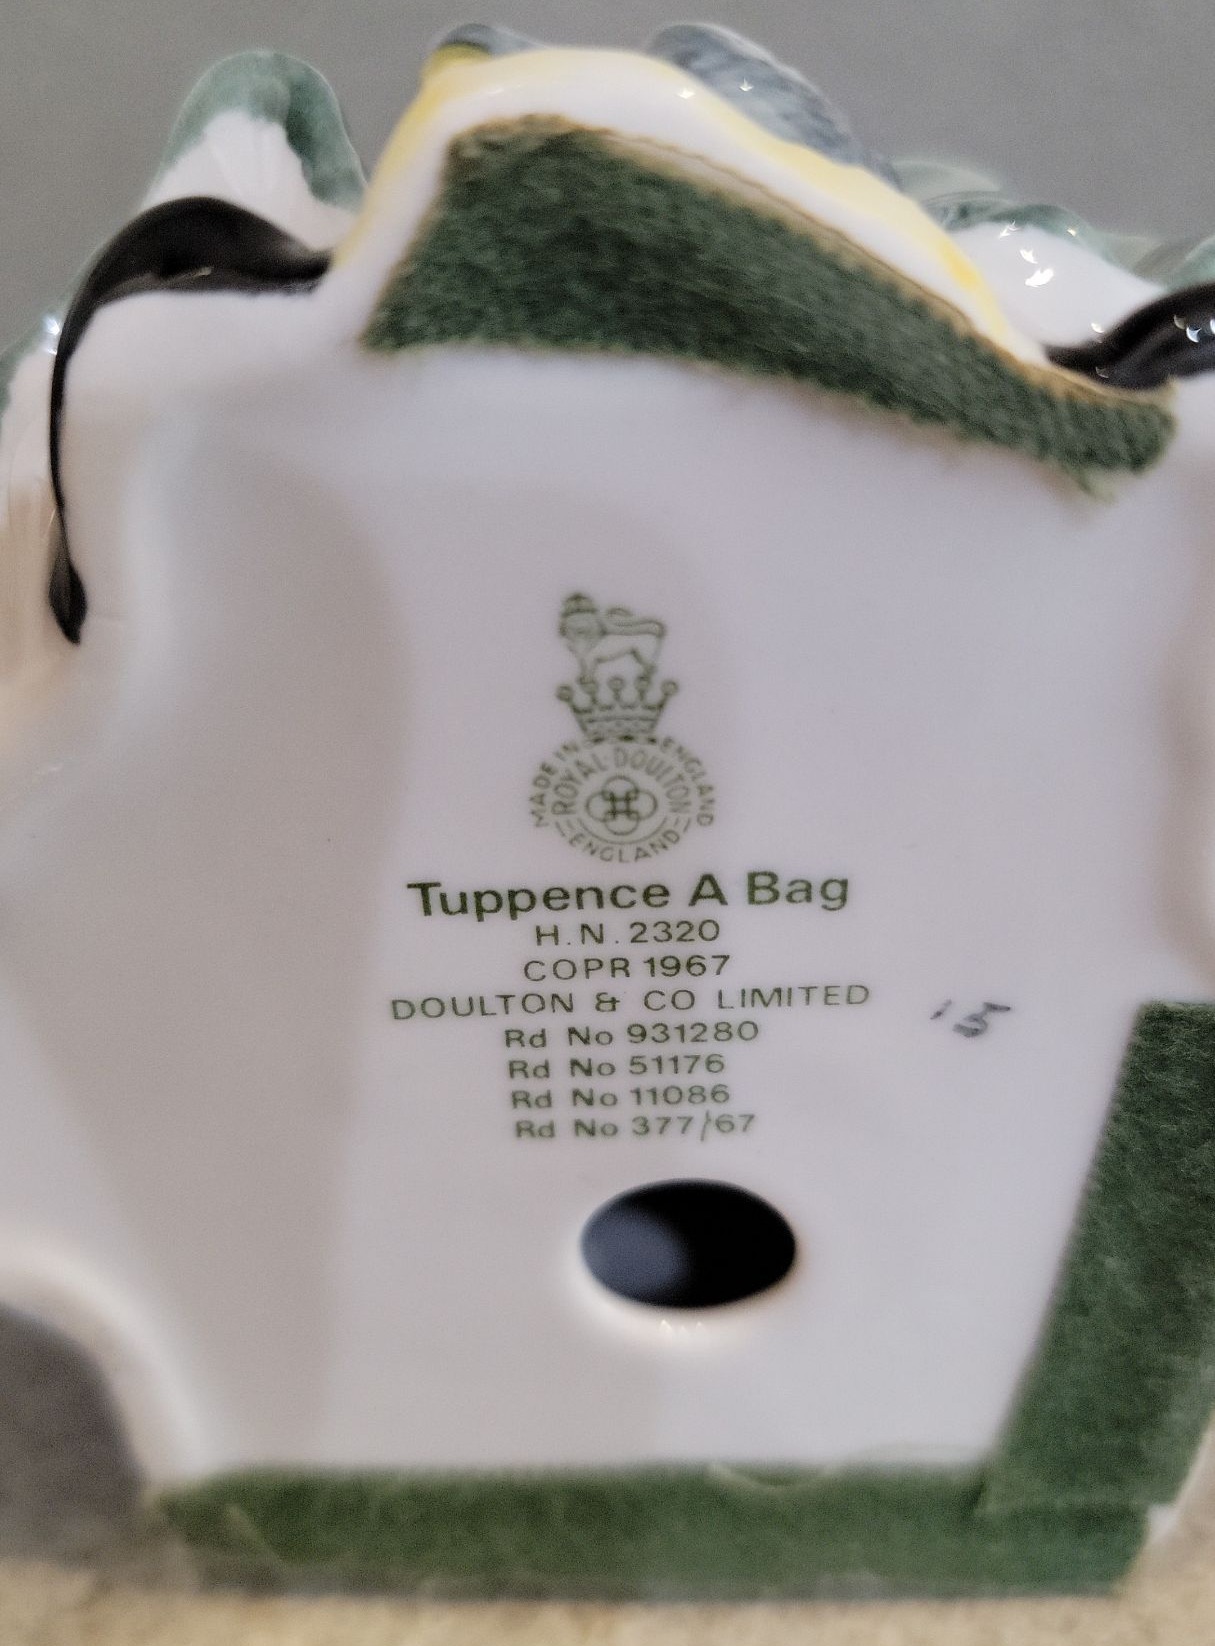 MADE IN ENGLAND
ROYAL·DOULTON
ENGLAND
Tuppence A Bag
H.N.2320
COPR 1967
DOULTON & CO LIMITED
Rd No 931280
Rd No 51176
Rd No 11086
Rd No 377/67
15